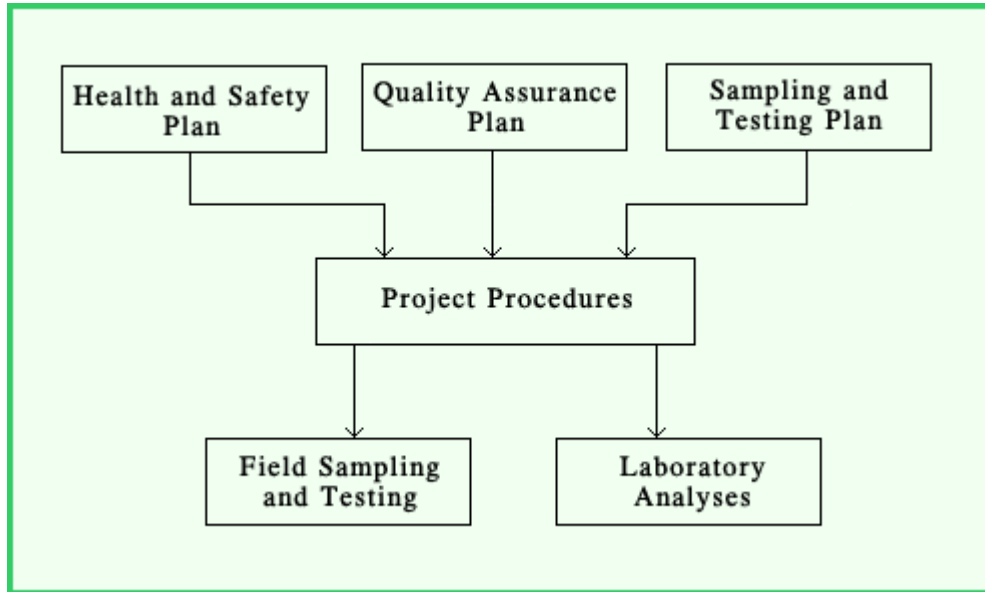 Health and Safety
Plan
Quality Assurance
Plan
Sampling and
Testing Plan
Project Procedures
Field Sampling
and Testing
Laboratory
Analyses